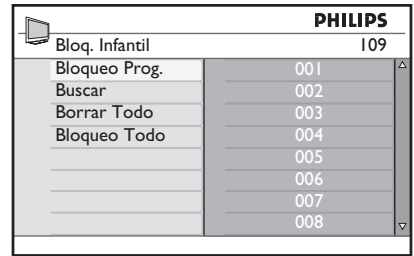 PHILIPS
Bloq. Infantil 109
Bloqueo Prog. 001
Buscar 002
Borrar Todo 003
Bloqueo Todo 004
005
006
007
008